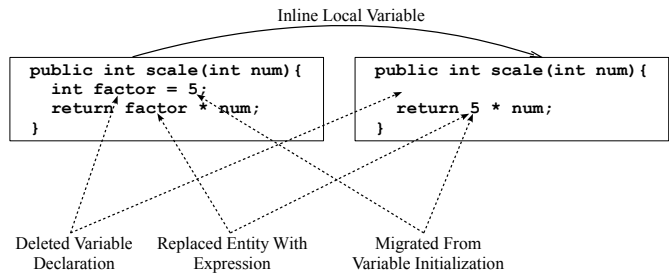 Inline Local Variable
public int scale(int num){
int factor = 5;
return factor * num;
}
public int scale(int num){
return 5 * num;
}
Deleted Variable
Declaration
Replaced Entity With
Expression
Migrated From
Variable Initialization